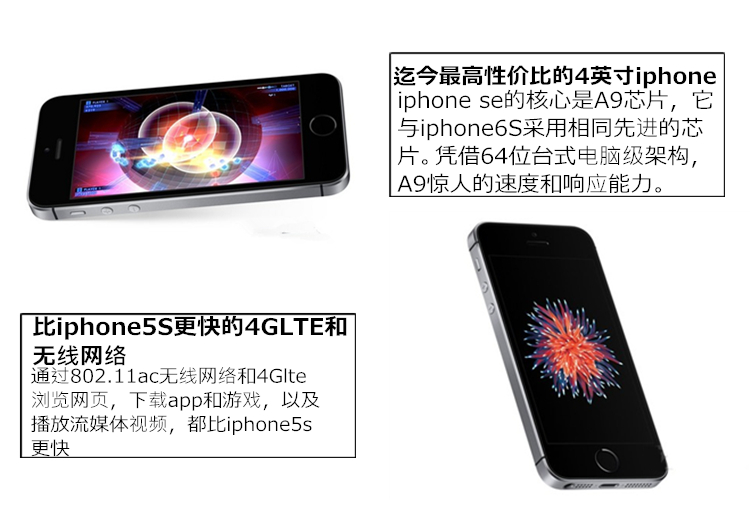 迄今最高性价比的4英寸iphone
iphone se的核心是A9芯片，它
与iphone6S采用相同先进的芯
片。凭借64位台式电脑级架构，
A9惊人的速度和响应能力。
比iphone5S更快的4GLTE和
无线网络
通过802.11ac无线网络和4Glte
浏览网页，下载app和游戏，以及
播放流媒体视频，都比iphone5s
更快